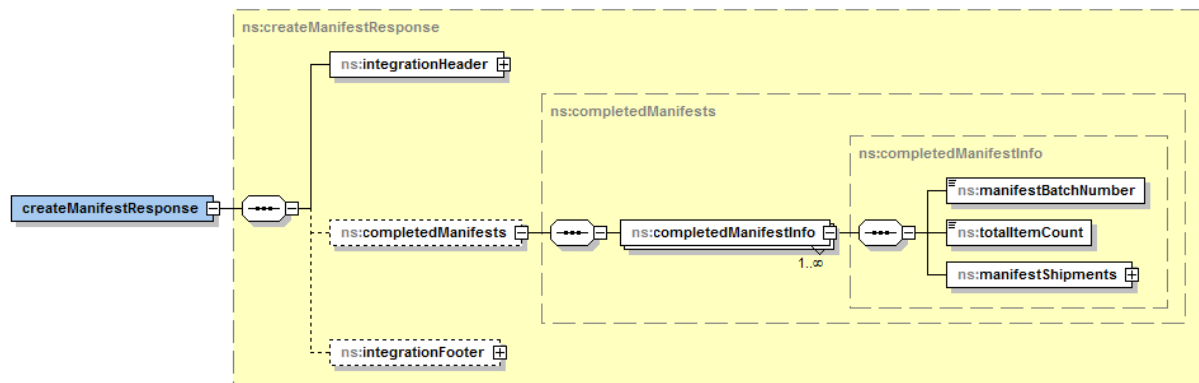 ns:createManifestResponse
ns:integrationHeader
ns:completedManifests
ns:completedManifestInfo
createManifestResponse
ns:completedManifests
ns:completedManifestInfo
1..∞
ns:manifestBatchNumber
ns:totalItemCount
ns:manifestShipments
ns:integrationFooter